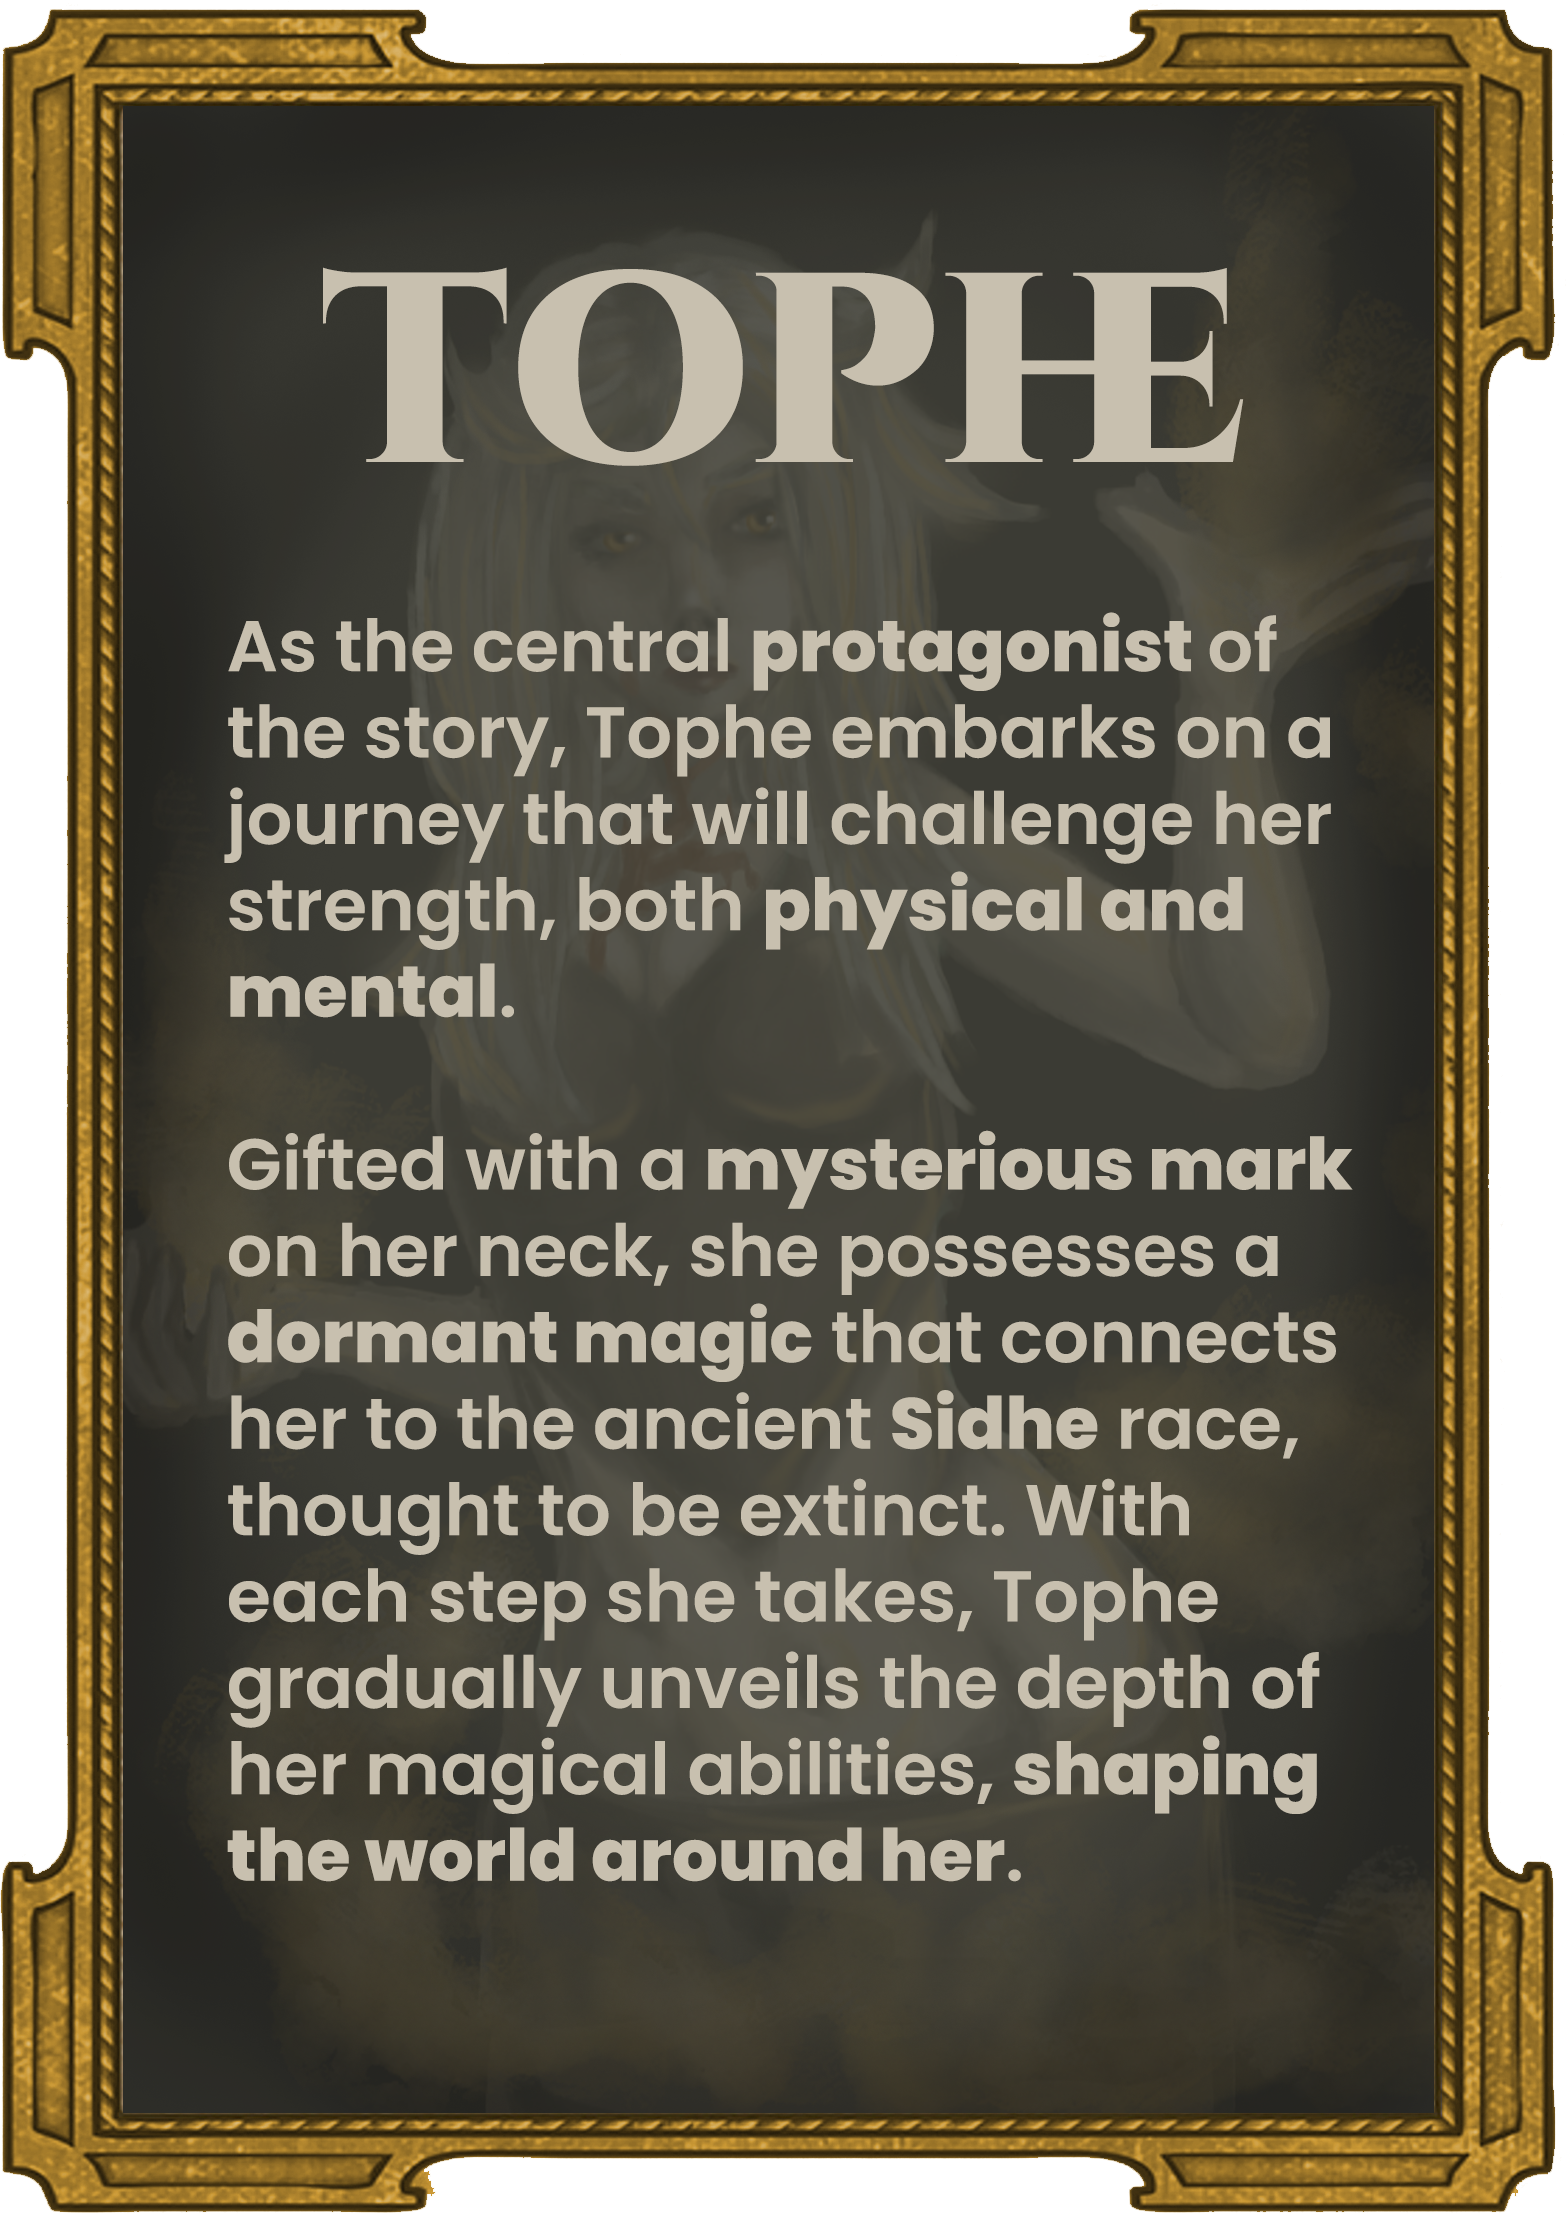 TOPHE
As the central protagonist of
the story, Tophe embarks on a
journey that will challenge her
strength, both physical and
mental.
Gifted with a mysterious mark
on her neck, she possesses a
dormant magic that connects
her to the ancient Sidhe race,
thought to be extinct. With
each step she takes, Tophe
gradually unveils the depth of
her magical abilities, shaping
the world around her.